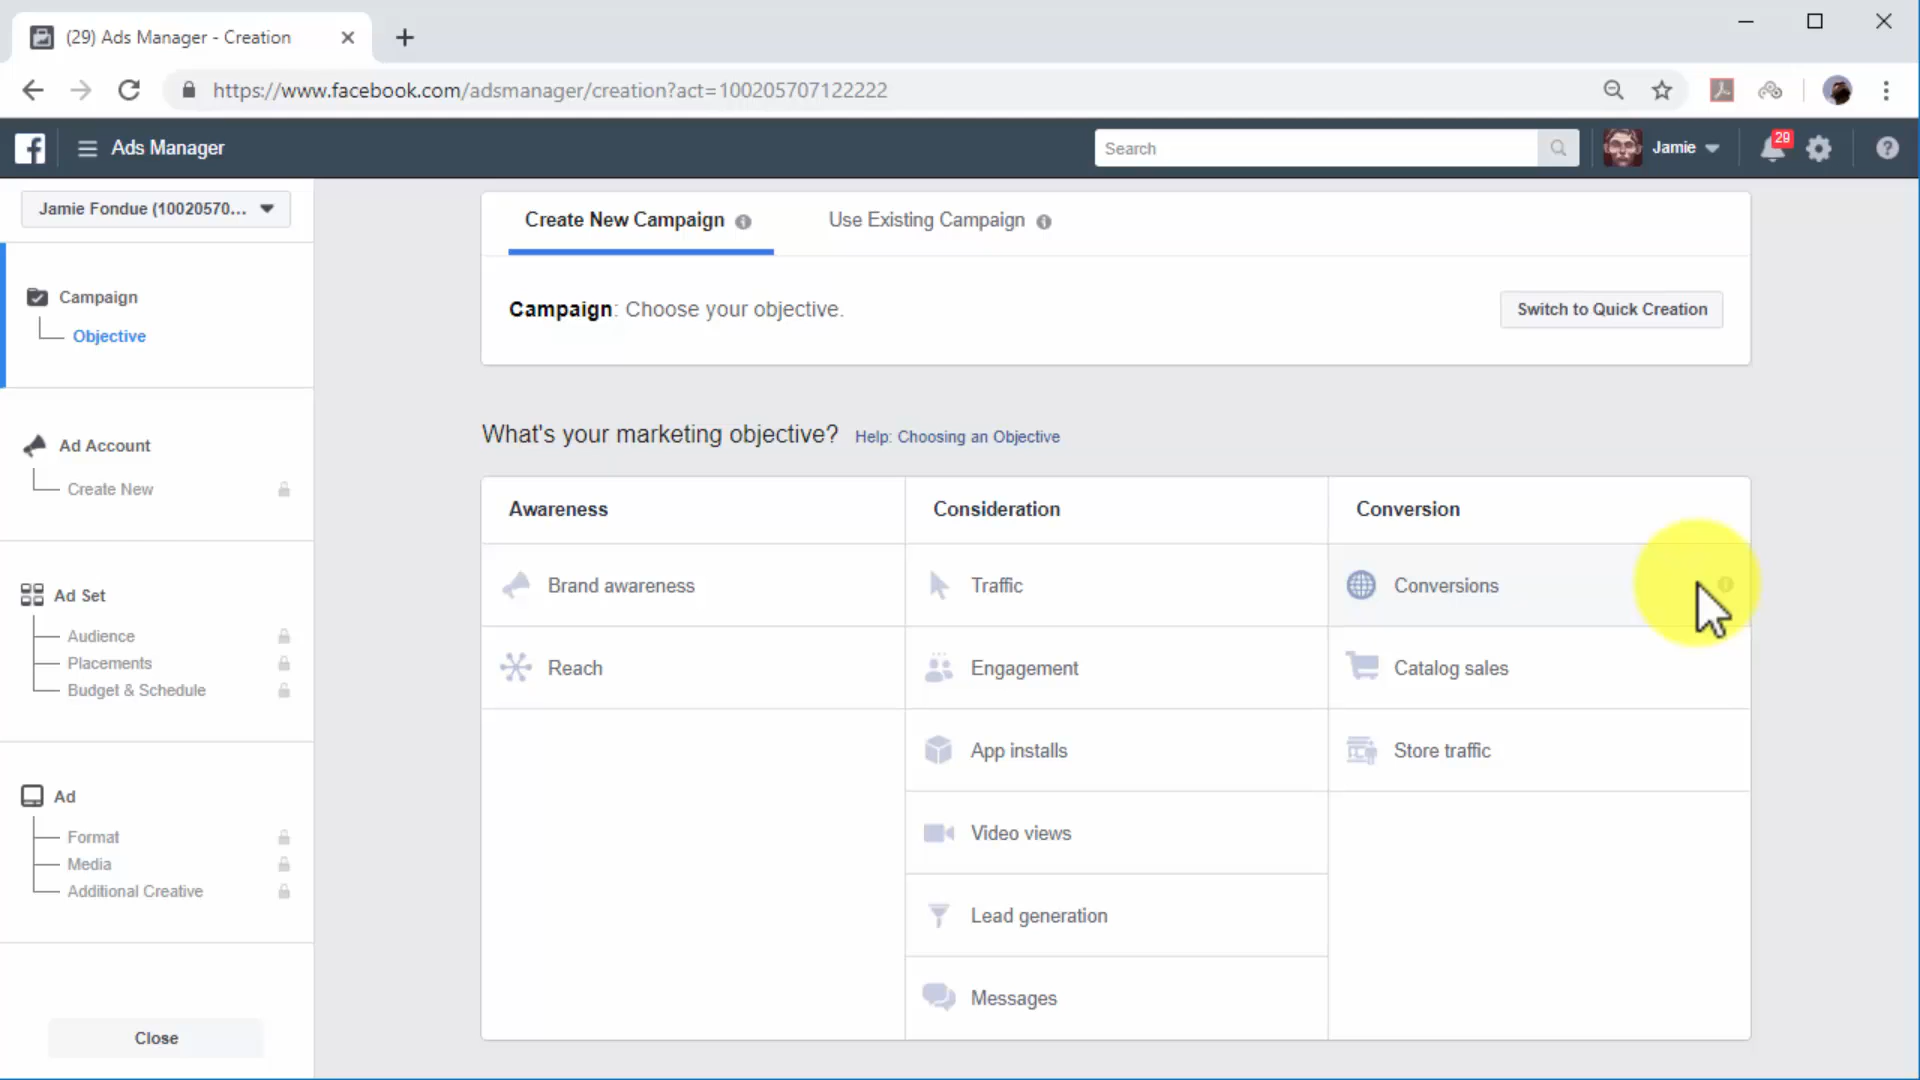 (29) Ads Manager - Creation
https://www.facebook.com/adsmanager/creation?act=100205707122222
Ads Manager
Search
Jamie
29
Jamie Fondue (10020570...
Campaign
Objective
Ad Account
Create New
Ad Set
Audience
Placements
Budget & Schedule
Ad
Format
Media
Additional Creative
Close
Create New Campaign
Use Existing Campaign
Campaign: Choose your objective.
Switch to Quick Creation
What's your marketing objective? Help: Choosing an Objective
Awareness
Consideration
Conversion
Brand awareness
Traffic
Conversions
Reach
Engagement
Catalog sales
App installs
Store traffic
Video views
Lead generation
Messages